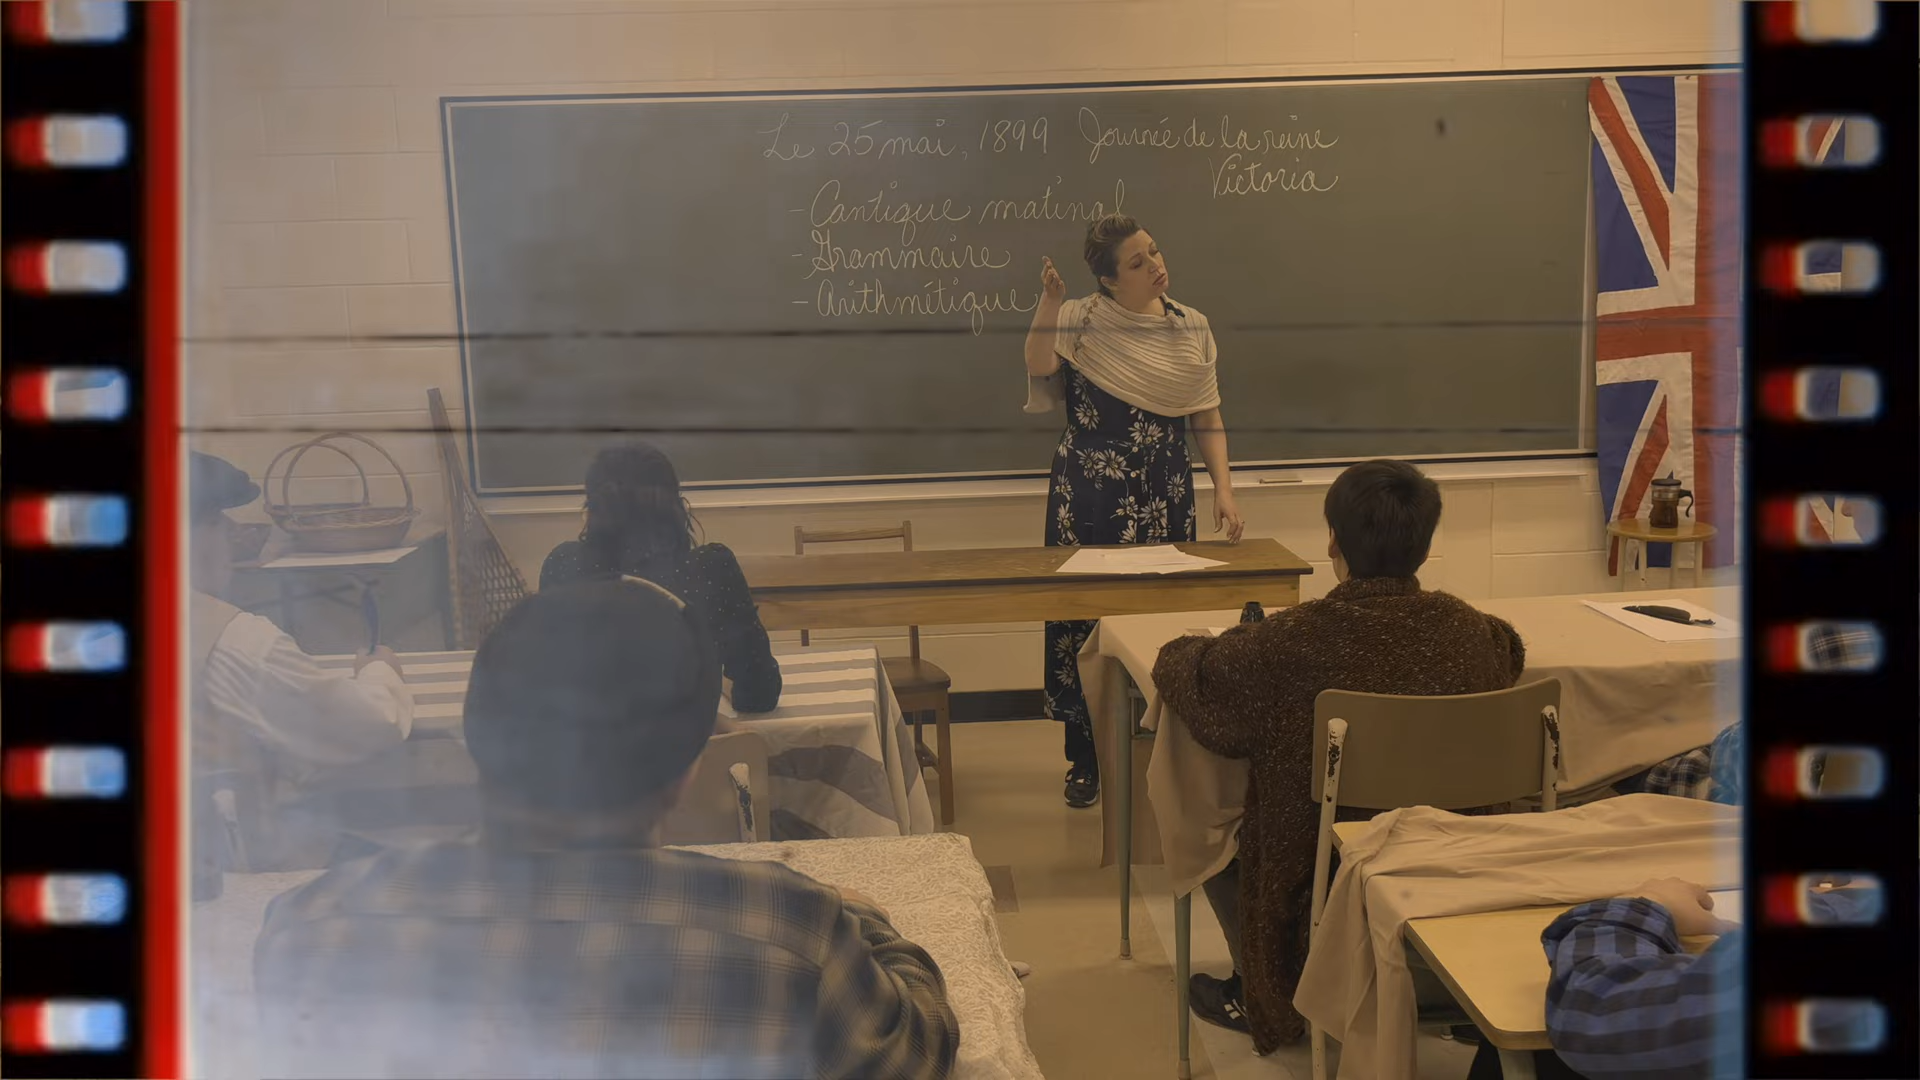 Le 25 mai, 1899 Journée de la reine
Victoria
- Cantique matinal
- Grammaire
- Arithmétique